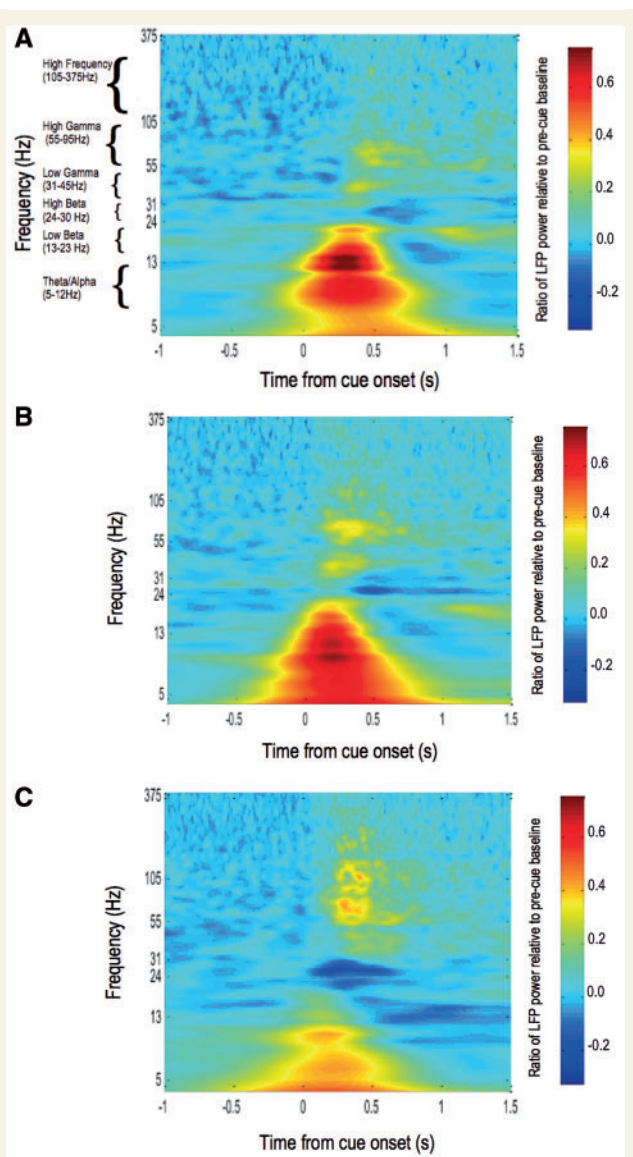 A
375
High Frequency
(105-375Hz)
105
High Gamma
(55-95Hz)
55
Low Gamma
(31-45Hz)
31
High Beta
(24-30 Hz)
24
Low Beta
(13-23 Hz)
13
Theta/Alpha
(5-12Hz)
5
Frequency (Hz)
-1 -0.5 0 0.5 1 1.5
Time from cue onset (s)
Ratio of LFP power relative to pre-cue baseline
0.6
0.4
0.2
0.0
-0.2
B
375
105
55
31
24
13
5
Frequency (Hz)
-1 -0.5 0 0.5 1 1.5
Time from cue onset (s)
Ratio of LFP power relative to pre-cue baseline
0.6
0.4
0.2
0.0
-0.2
C
375
105
55
31
24
13
5
Frequency (Hz)
-1 -0.5 0 0.5 1 1.5
Time from cue onset (s)
Ratio of LFP power relative to pre-cue baseline
0.6
0.4
0.2
0.0
-0.2